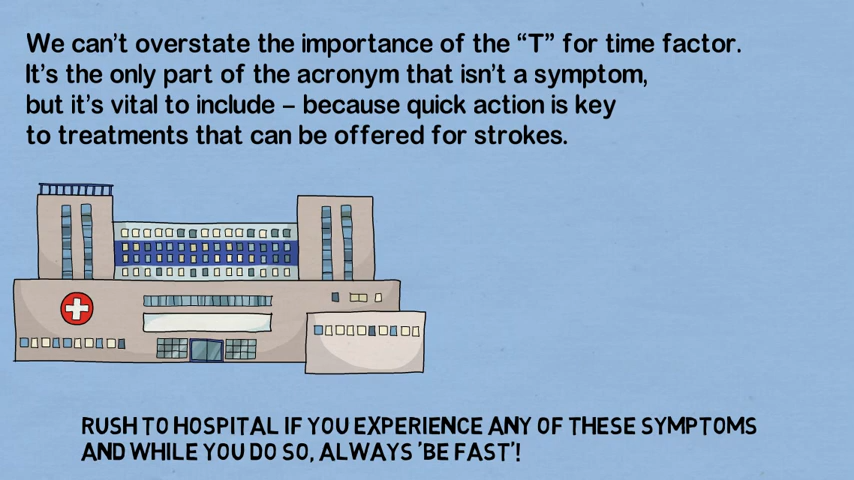 We can't overstate the importance of the “T” for time factor.
It's the only part of the acronym that isn't a symptom,
but it's vital to include – because quick action is key
to treatments that can be offered for strokes.
RUSH TO HOSPITAL IF YOU EXPERIENCE ANY OF THESE SYMPTOMS
AND WHILE YOU DO SO, ALWAYS 'BE FAST'!